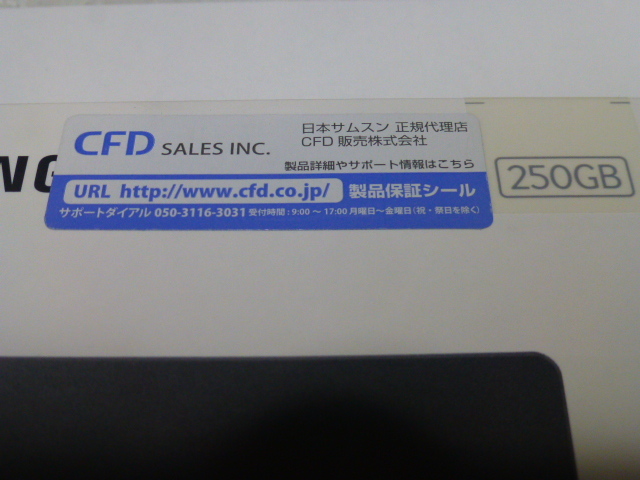 NG
CFD SALES INC.
日本サムスン 正規代理店
CFD 販売株式会社
製品詳細やサポート情報はこちら
URL http://www.cfd.co.jp/ 製品保証シール
サポートダイアル 050-3116-3031 受付時間:9:00 ～ 17:00 月曜日～金曜日(祝・祭日を除く)
250GB